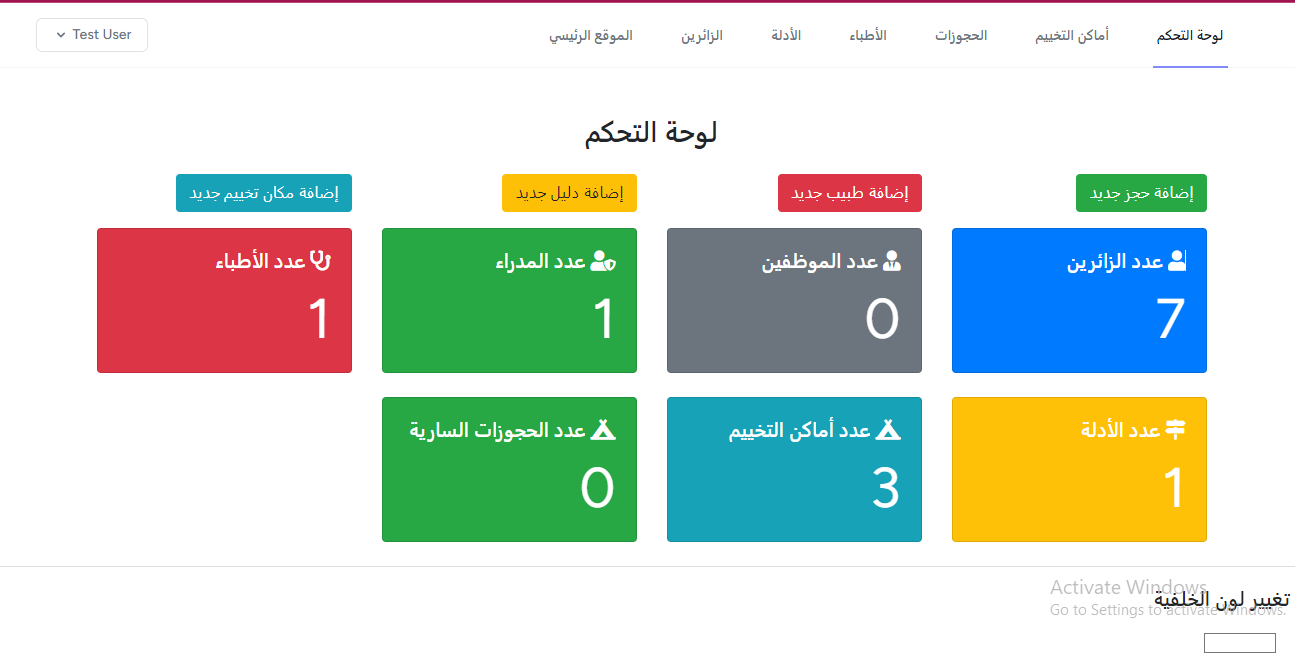 لوحة التحكم
أماكن التخييم
الحجوزات
الأطباء
الأدلة
الزائرين
الموقع الرئيسي
Test User
لوحة التحكم
إضافة حجز جديد
إضافة طبيب جديد
إضافة دليل جديد
إضافة مكان تخييم جديد
عدد الزائرين
7
عدد الموظفين
0
عدد المدراء
1
عدد الأطباء
1
عدد الأدلة
1
عدد أماكن التخييم
3
عدد الحجوزات السارية
0
Activate Windows
Go to Settings to activate Windows.
تغيير لون الخلفية